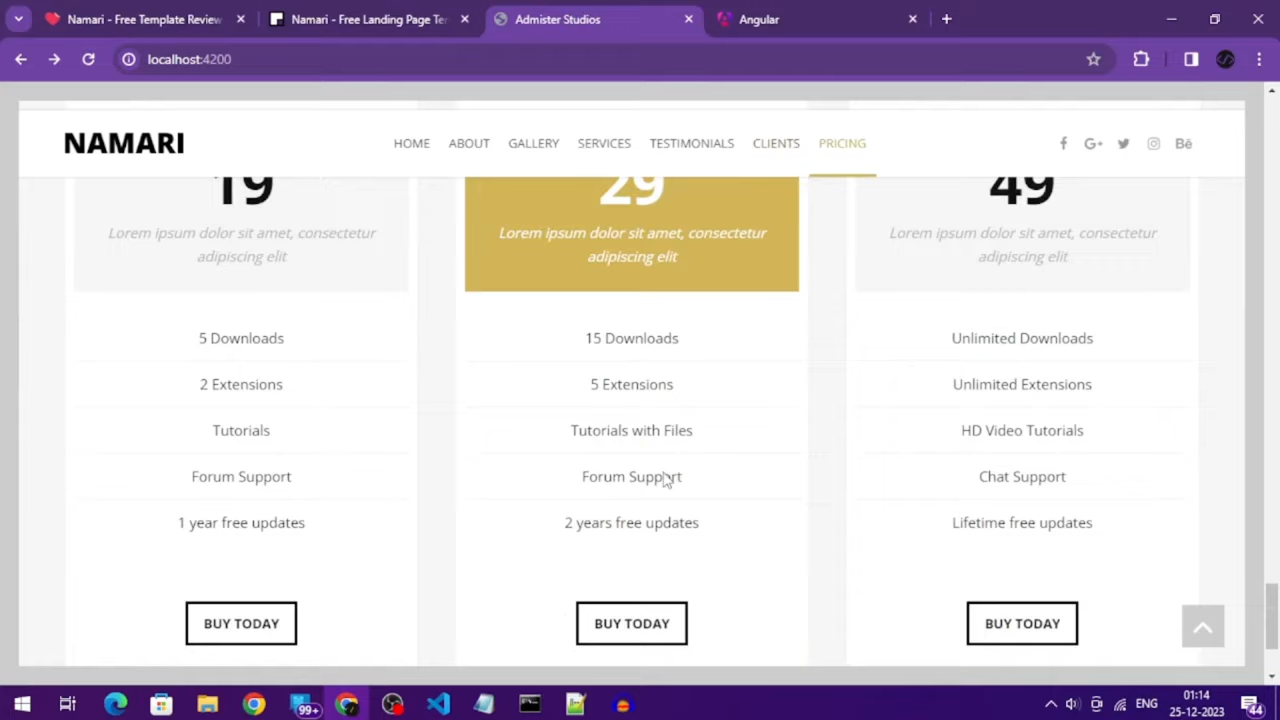 Namari - Free Template Review
Namari - Free Landing Page Te
Admister Studios
Angular
localhost:4200
NAMARI
HOME
ABOUT
GALLERY
SERVICES
TESTIMONIALS
CLIENTS
PRICING
19
Lorem ipsum dolor sit amet, consectetur
adipiscing elit
5 Downloads
2 Extensions
Tutorials
Forum Support
1 year free updates
BUY TODAY
29
Lorem ipsum dolor sit amet, consectetur
adipiscing elit
15 Downloads
5 Extensions
Tutorials with Files
Forum Support
2 years free updates
BUY TODAY
49
Lorem ipsum dolor sit amet, consectetur
adipiscing elit
Unlimited Downloads
Unlimited Extensions
HD Video Tutorials
Chat Support
Lifetime free updates
BUY TODAY
99+
ENG
01:14
25-12-2023
44